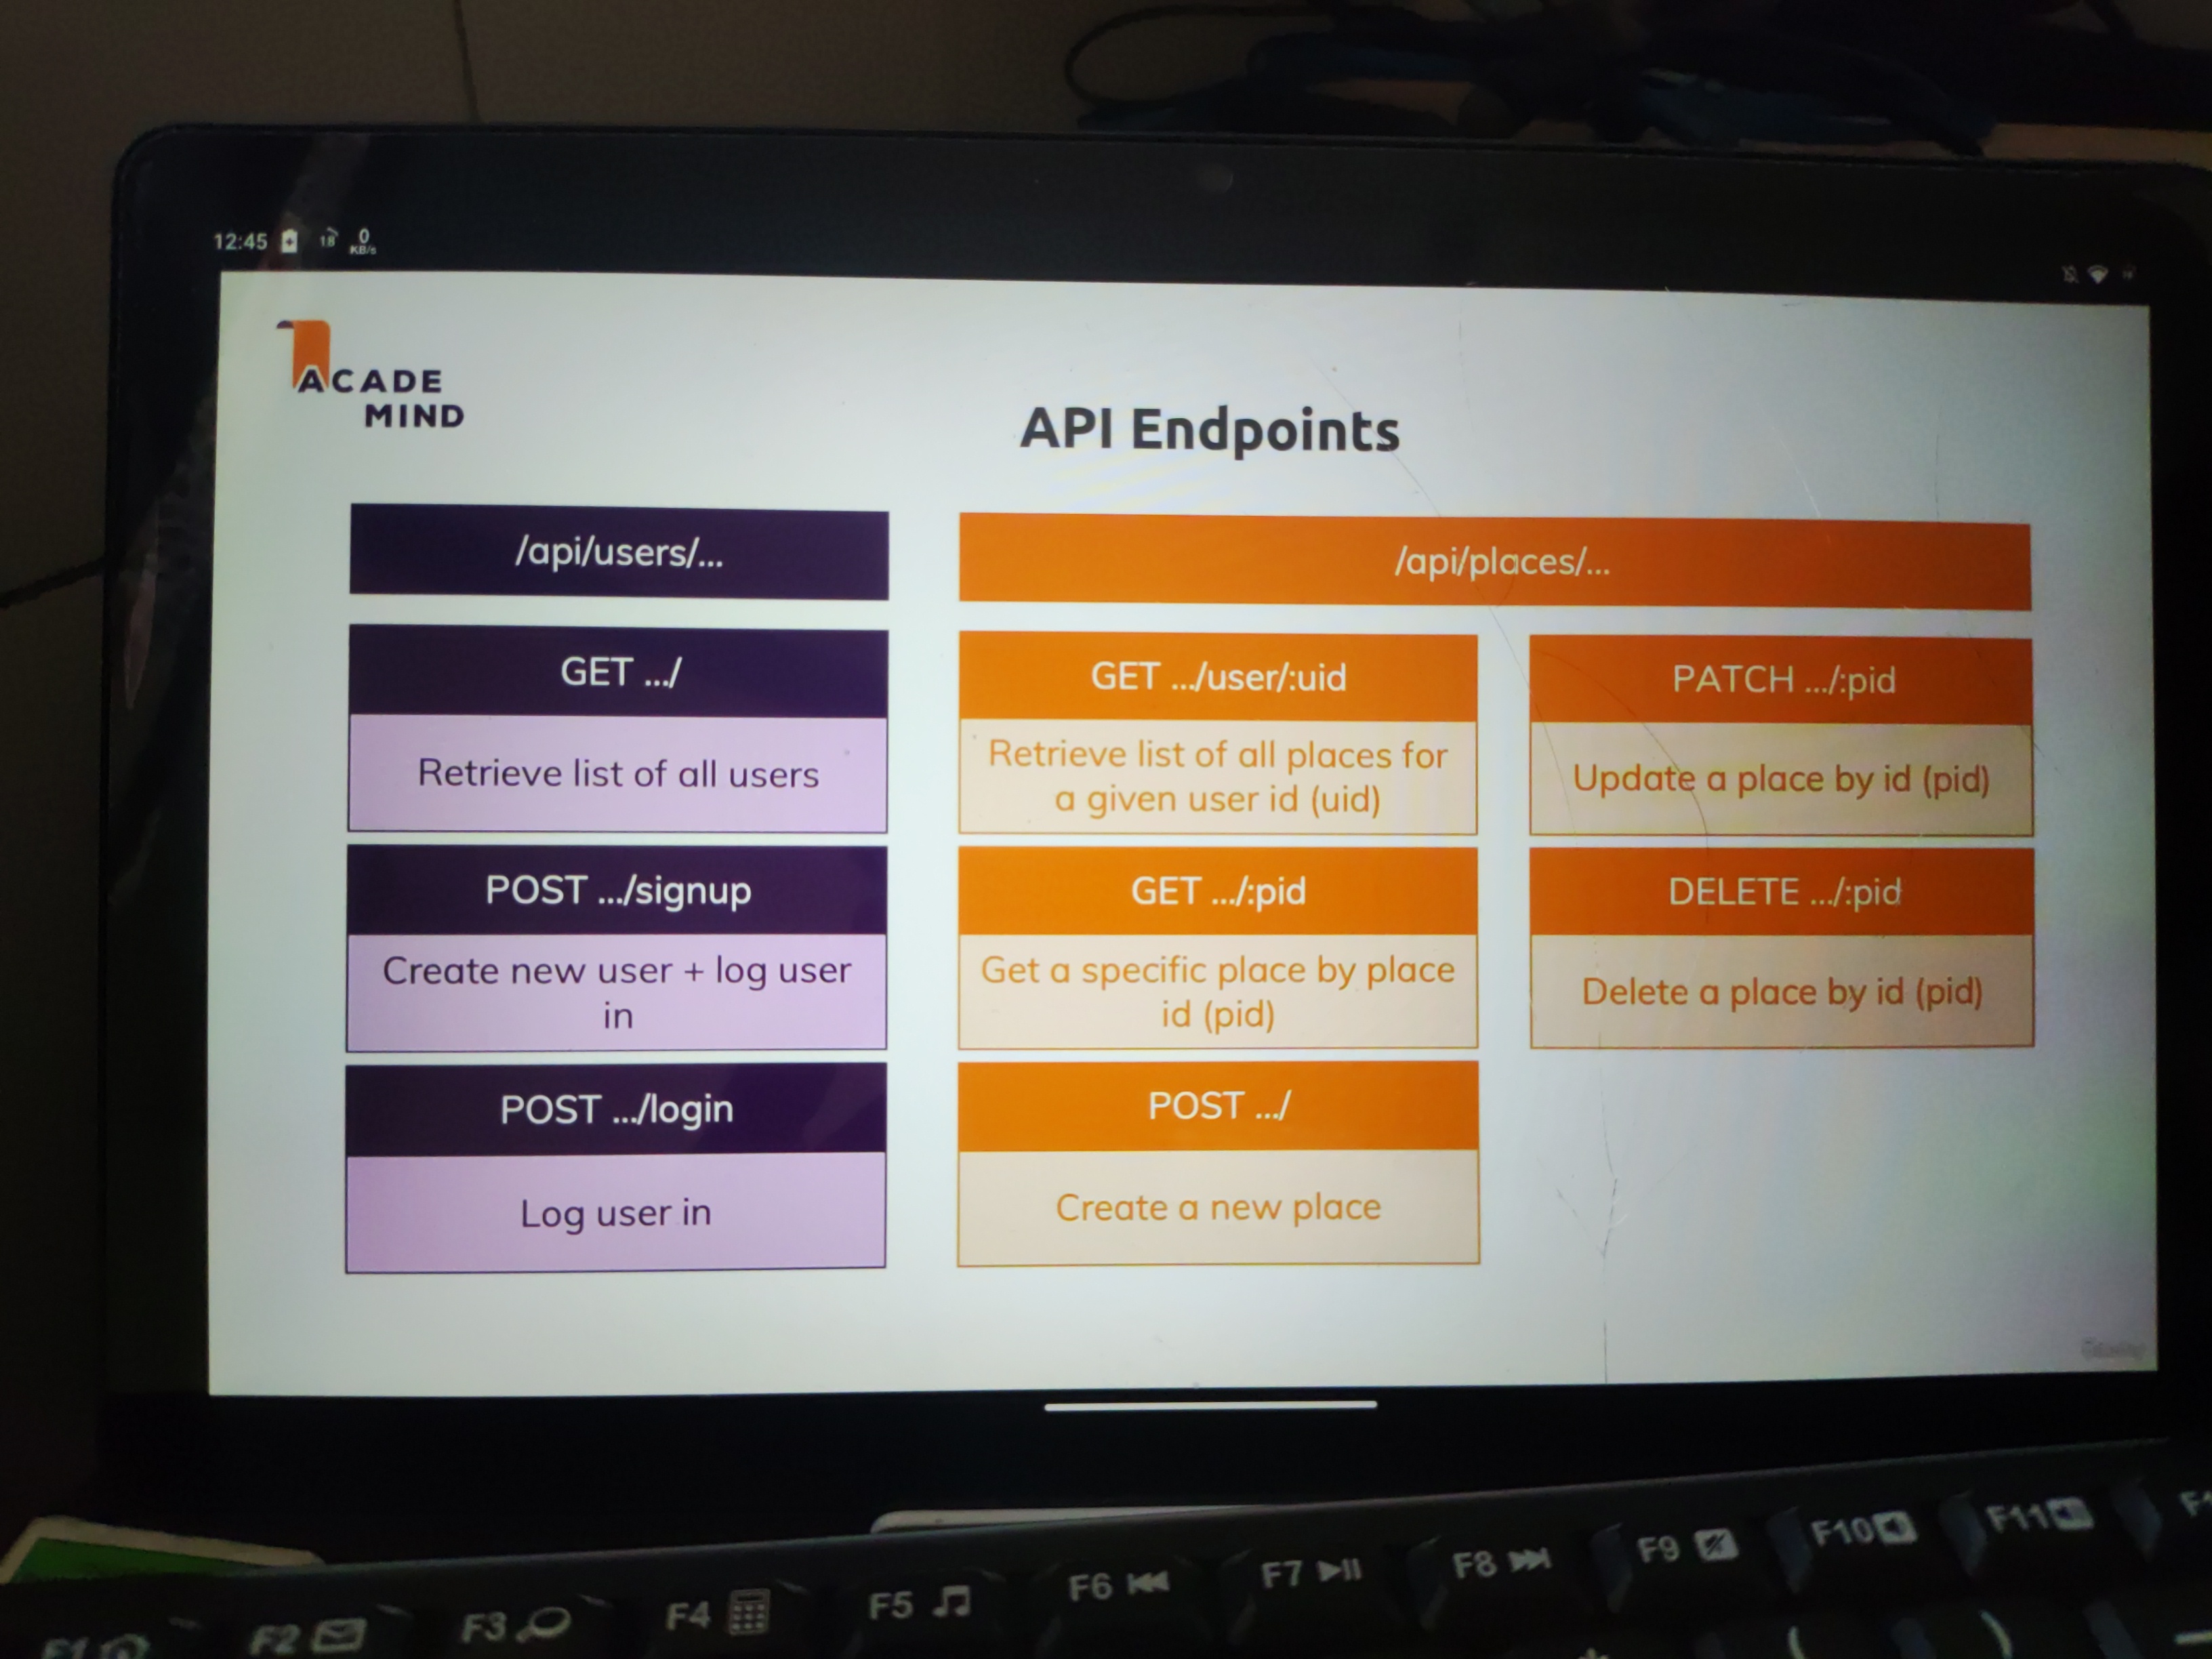 12:45
18
0
KB/s
ACADE
MIND
API Endpoints
/api/users/...
/api/places/...
GET .../
Retrieve list of all users
POST .../signup
Create new user + log user
in
POST .../login
Log user in
GET .../user/:uid
Retrieve list of all places for
a given user id (uid)
GET .../:pid
Get a specific place by place
id (pid)
POST .../
Create a new place
PATCH .../:pid
Update a place by id (pid)
DELETE .../:pid
Delete a place by id (pid)
F1
F2
F3
F4
F5
F6
F7
F8
F9
F10
F11
* ( ) –